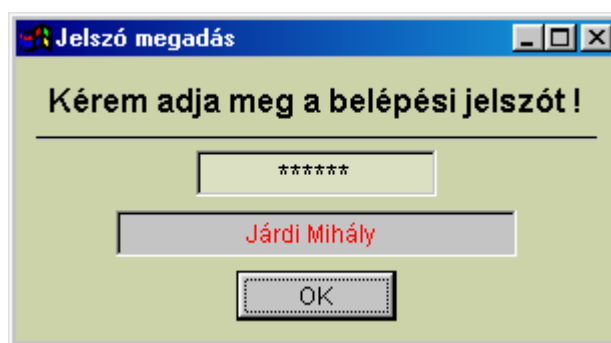 Jelszó megadás
Kérem adja meg a belépési jelszót !
******
Járdi Mihály
OK